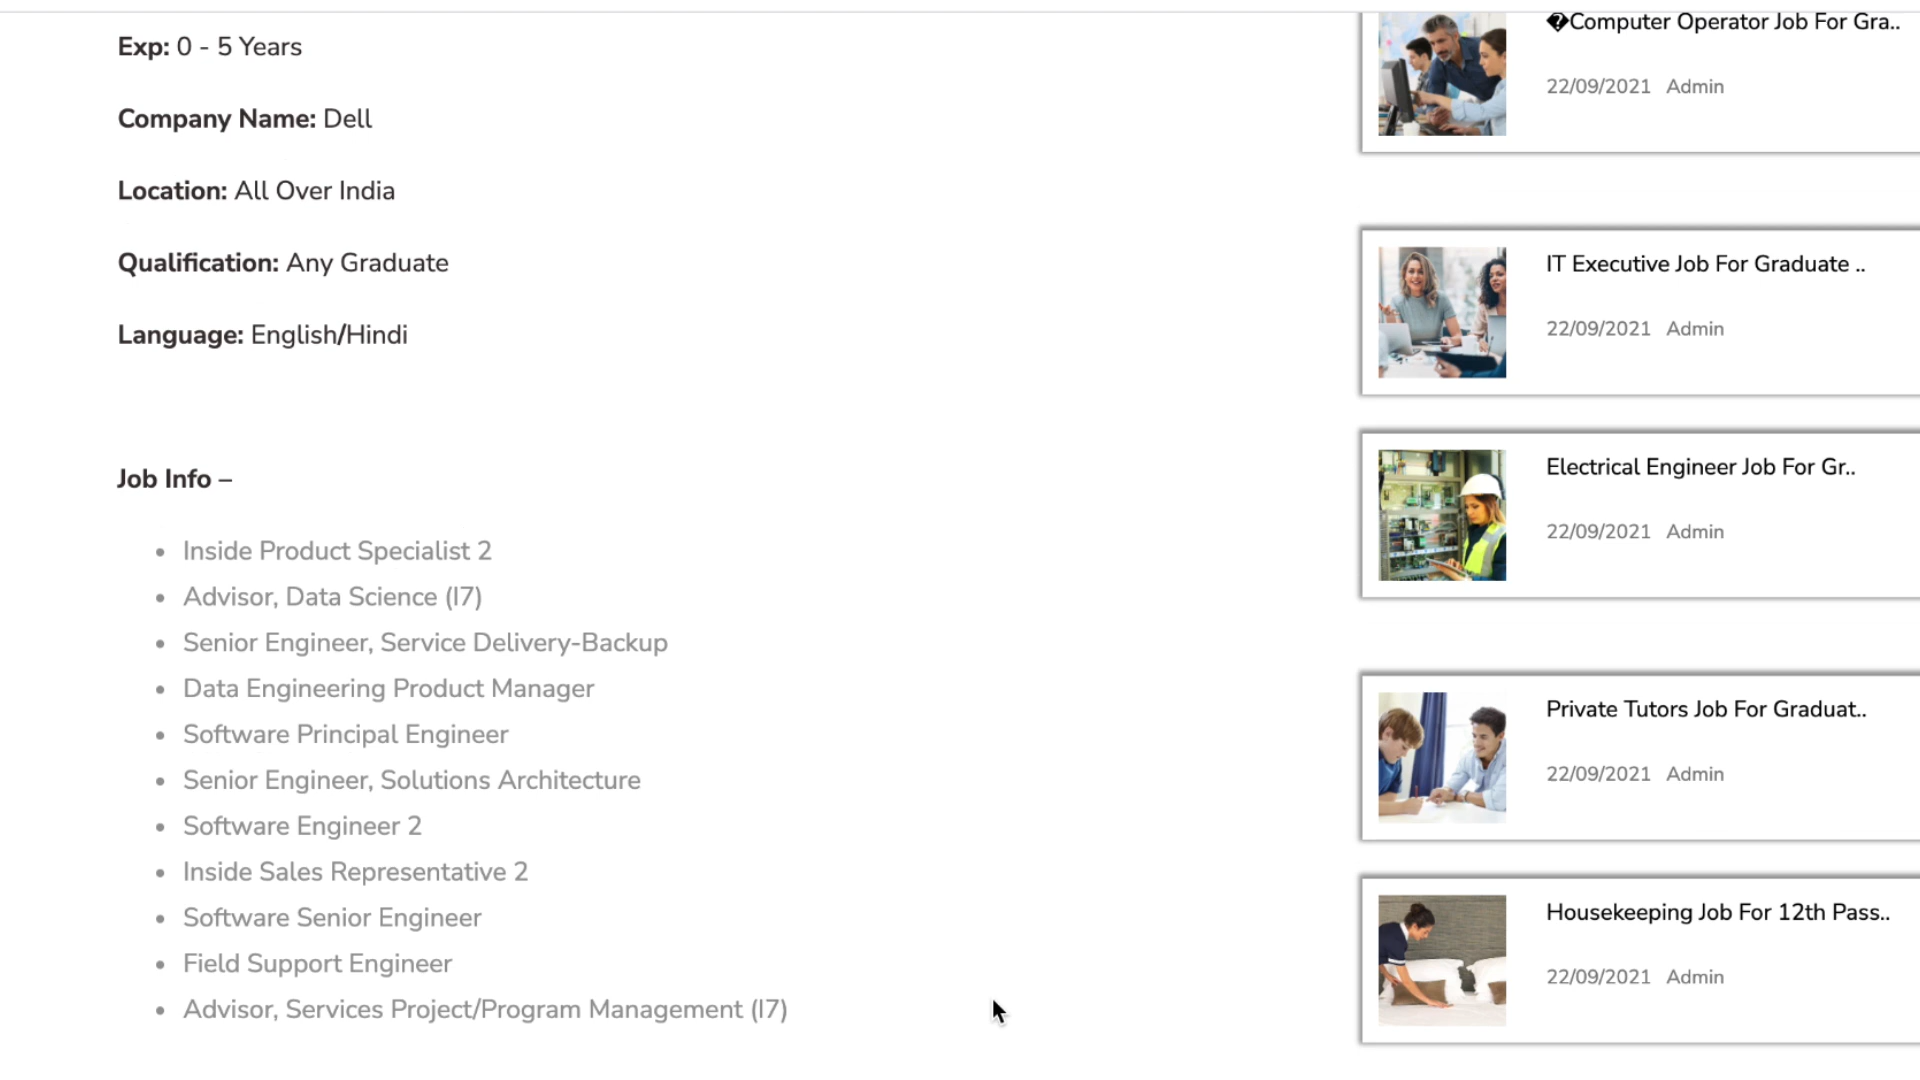 Exp: 0 - 5 Years
Company Name: Dell
Location: All Over India
Qualification: Any Graduate
Language: English/Hindi
Job Info –
• Inside Product Specialist 2
• Advisor, Data Science (I7)
• Senior Engineer, Service Delivery-Backup
• Data Engineering Product Manager
• Software Principal Engineer
• Senior Engineer, Solutions Architecture
• Software Engineer 2
• Inside Sales Representative 2
• Software Senior Engineer
• Field Support Engineer
• Advisor, Services Project/Program Management (I7)
�Computer Operator Job For Gra..
22/09/2021 Admin
IT Executive Job For Graduate ..
22/09/2021 Admin
Electrical Engineer Job For Gr..
22/09/2021 Admin
Private Tutors Job For Graduat..
22/09/2021 Admin
Housekeeping Job For 12th Pass..
22/09/2021 Admin